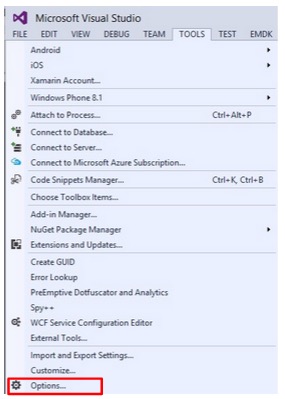 Microsoft Visual Studio
FILE EDIT VIEW DEBUG TEAM TOOLS TEST EMDK
Android
iOS
Xamarin Account...
Windows Phone 8.1
Attach to Process... Ctrl+Alt+P
Connect to Database...
Connect to Server...
Connect to Microsoft Azure Subscription...
Code Snippets Manager... Ctrl+K, Ctrl+B
Choose Toolbox Items...
Add-in Manager...
NuGet Package Manager
Extensions and Updates...
Create GUID
Error Lookup
PreEmptive Dotfuscator and Analytics
Spy++
WCF Service Configuration Editor
External Tools...
Import and Export Settings...
Customize...
Options...